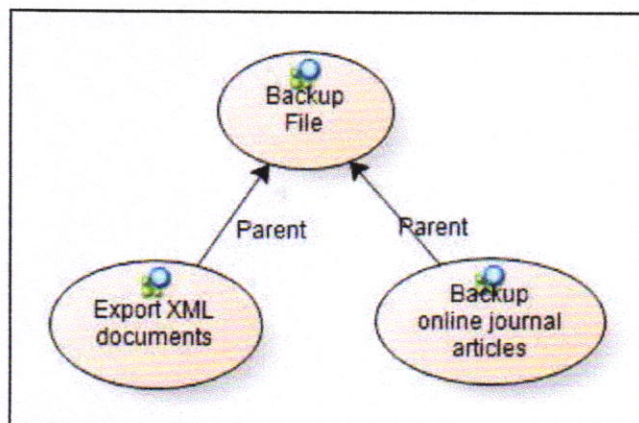 Backup
File
Parent
Parent
Export XML
documents
Backup
online journal
articles